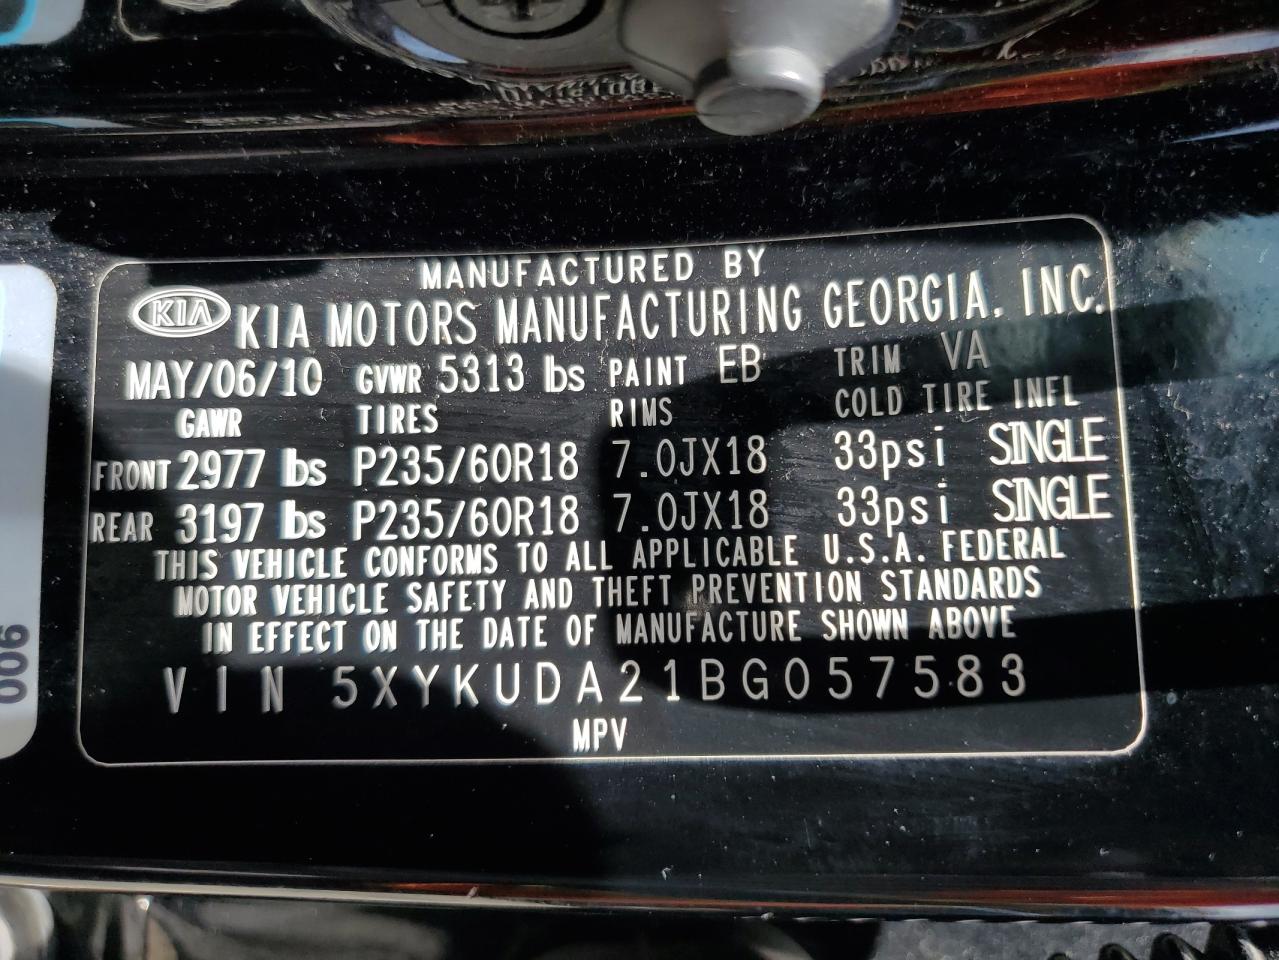 MANUFACTURED BY
KIA KIA MOTORS MANUFACTURING GEORGIA. INC.
MAY/06/10 GVWR 5313 lbs PAINT EB TRIM VA
GAWR TIRES RIMS COLD TIRE INFL
FRONT 2977 lbs P235/60R18 7.0JX18 33psi SINGLE
REAR 3197 lbs P235/60R18 7.0JX18 33psi SINGLE
THIS VEHICLE CONFORMS TO ALL APPLICABLE U.S.A. FEDERAL
MOTOR VEHICLE SAFETY AND THEFT PREVENTION STANDARDS
IN EFFECT ON THE DATE OF MANUFACTURE SHOWN ABOVE
VIN 5XYKUDA21BG057583
MPV
006